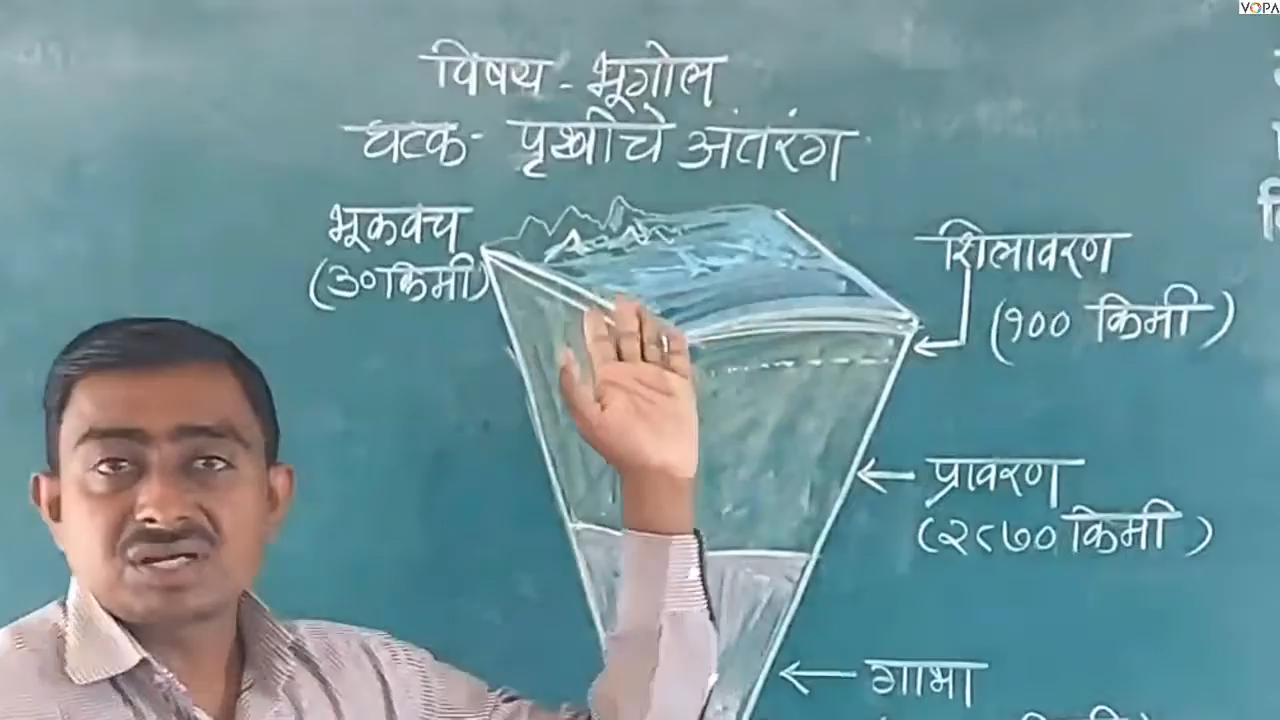 VOPA
विषय - भूगोल
घटक - पृथ्वीचे अंतरंग
भूकवच
(३०किमी)
शिलावरण
(१०० किमी)
प्रावरण
(२८७० किमी)
गाभा